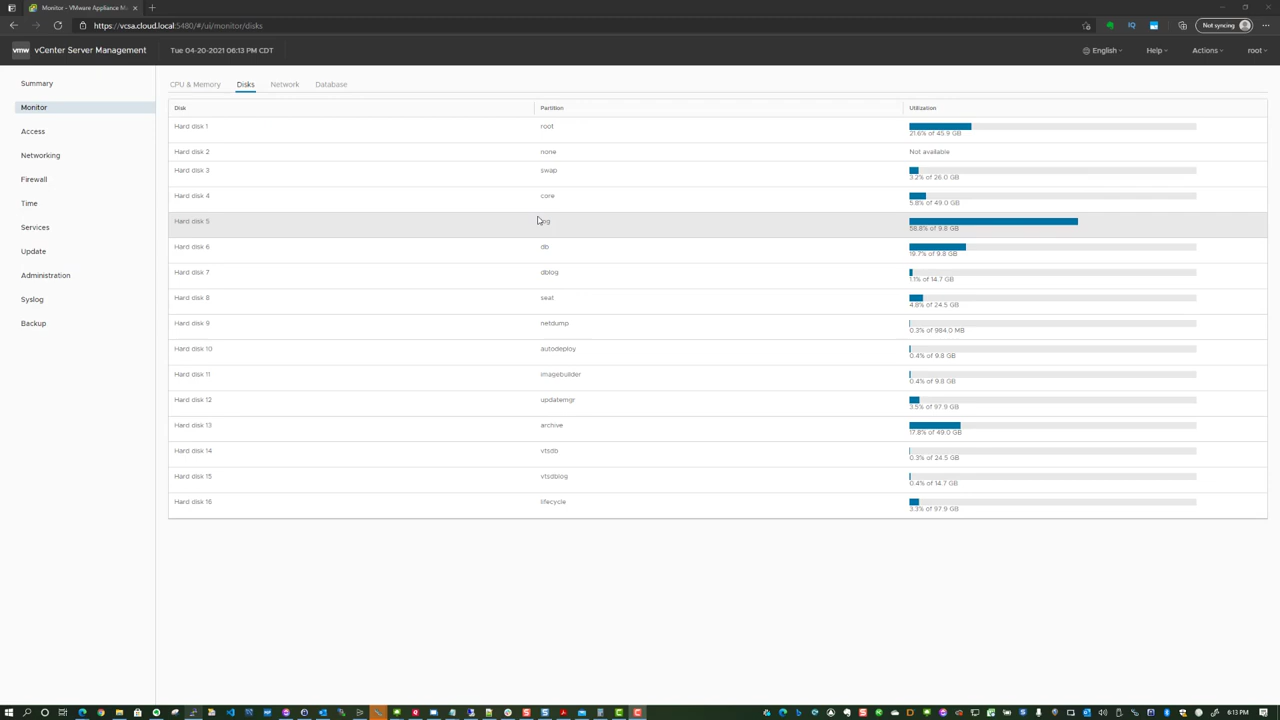 Monitor - VMware Appliance M
https://vcsa.cloud.local:5480/#/ui/monitor/disks
Not syncing
vmw vCenter Server Management Tue 04-20-2021 06:13 PM CDT English Help Actions root
Summary
Monitor
Access
Networking
Firewall
Time
Services
Update
Administration
Syslog
Backup
CPU & Memory Disks Network Database
Disk Partition Utilization
Hard disk 1 root 21.6% of 45.9 GB
Hard disk 2 none Not available
Hard disk 3 swap 3.2% of 26.0 GB
Hard disk 4 core 5.8% of 49.0 GB
Hard disk 5 58.8% of 9.8 GB
Hard disk 6 db 19.7% of 9.8 GB
Hard disk 7 dblog 1.1% of 14.7 GB
Hard disk 8 seat 4.8% of 24.5 GB
Hard disk 9 netdump 0.3% of 984.0 MB
Hard disk 10 autodeploy 0.4% of 9.8 GB
Hard disk 11 imagebuilder 0.4% of 9.8 GB
Hard disk 12 updatemgr 3.5% of 97.9 GB
Hard disk 13 archive 17.8% of 49.0 GB
Hard disk 14 vtsdb 0.3% of 24.5 GB
Hard disk 15 vtsdblog 0.4% of 14.7 GB
Hard disk 16 lifecycle 3.3% of 97.9 GB
6:13 PM